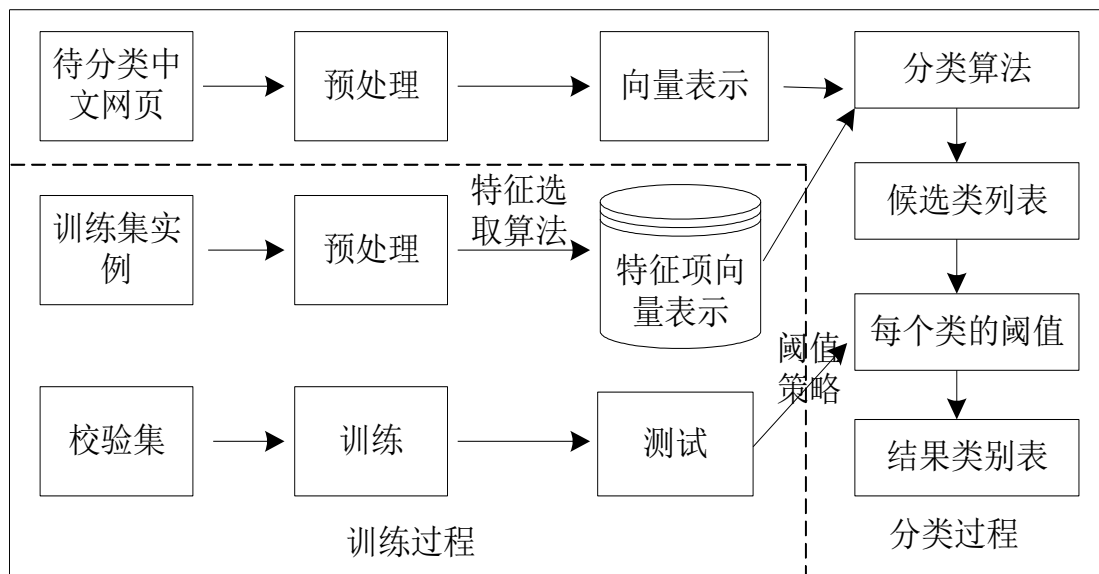 待分类中
文网页
预处理
向量表示
分类算法
训练集实
例
预处理
特征选
取算法
特征项向
量表示
候选类列表
每个类的阈值
阈值
策略
校验集
训练
测试
结果类别表
训练过程
分类过程